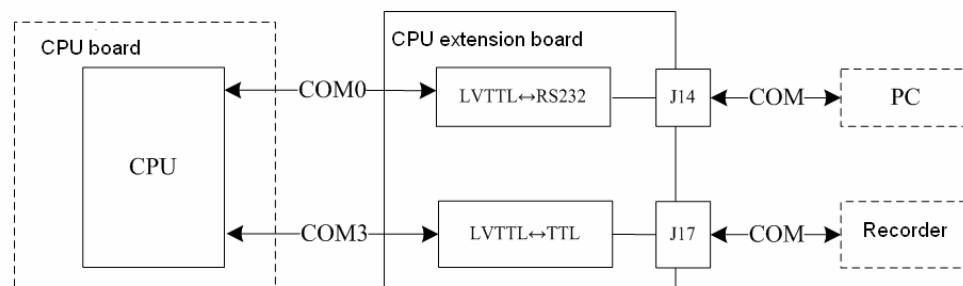 CPU board
CPU extension board
COM0
LVTTL↔RS232
J14
COM
PC
CPU
COM3
LVTTL↔TTL
J17
COM
Recorder